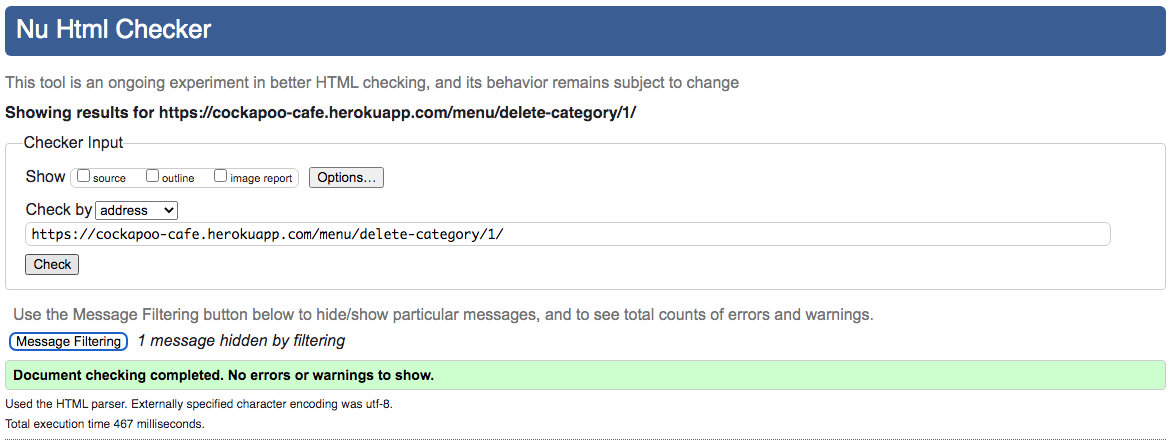 Nu Html Checker
This tool is an ongoing experiment in better HTML checking, and its behavior remains subject to change
Showing results for https://cockapoo-cafe.herokuapp.com/menu/delete-category/1/
Checker Input
Show source outline image report Options...
Check by address
https://cockapoo-cafe.herokuapp.com/menu/delete-category/1/
Check
Use the Message Filtering button below to hide/show particular messages, and to see total counts of errors and warnings.
Message Filtering 1 message hidden by filtering
Document checking completed. No errors or warnings to show.
Used the HTML parser. Externally specified character encoding was utf-8.
Total execution time 467 milliseconds.